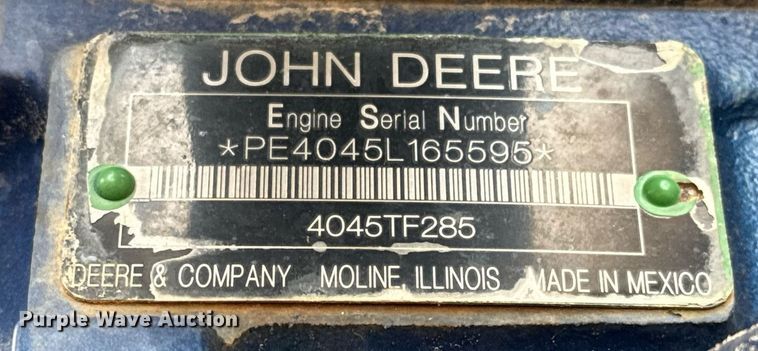 JOHN DEERE
Engine Serial Number
*PE4045L165595*
4045TF285
DEERE & COMPANY MOLINE, ILLINOIS MADE IN MEXICO
Purple Wave Auction